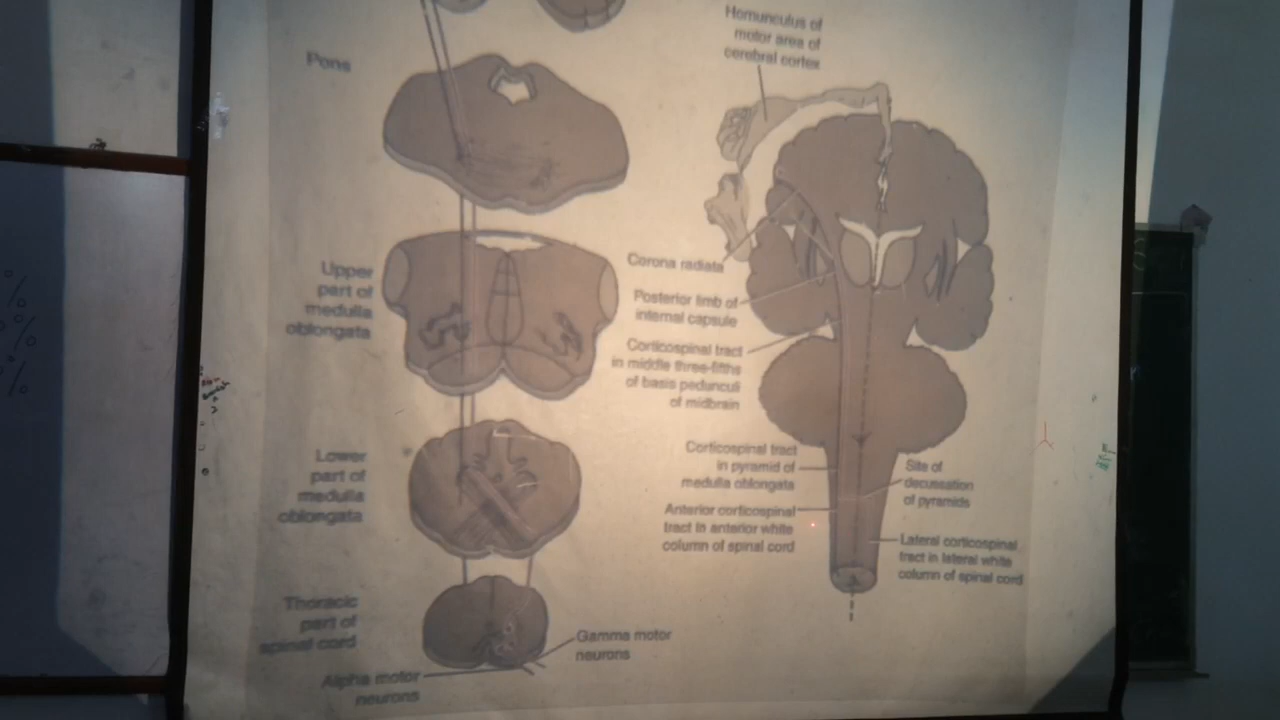 Pons
Upper
part of
medulla
oblongata
Lower
part of
medulla
oblongata
Thoracic
part of
spinal cord
Alpha motor
neurons
Gamma motor
neurons
Homunculus of
motor area of
cerebral cortex
Corona radiata
Posterior limb of
internal capsule
Corticospinal tract
in middle three-fifths
of basis pedunculi
of midbrain
Corticospinal tract
in pyramid of
medulla oblongata
Anterior corticospinal
tract in anterior white
column of spinal cord
Site of
decussation
of pyramids
Lateral corticospinal
tract in lateral white
column of spinal cord
%
%
%